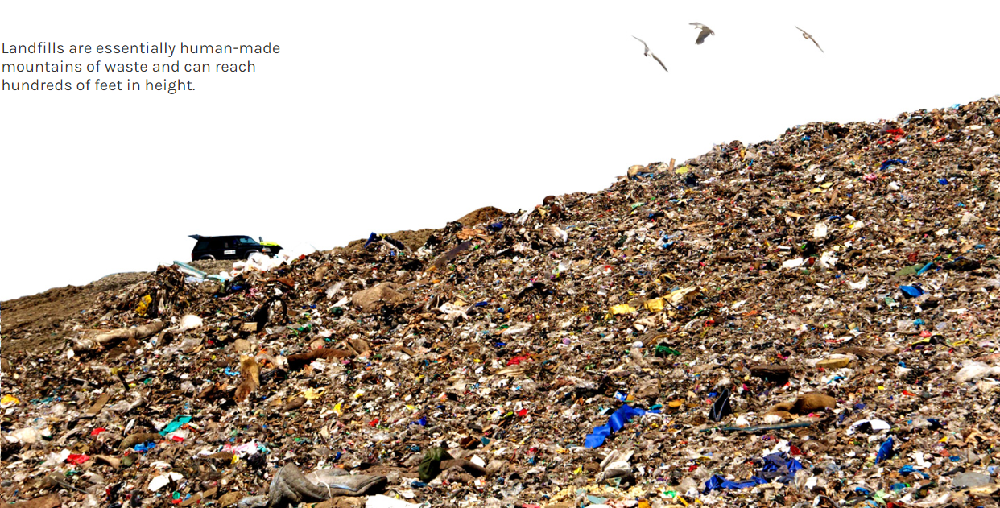 Landfills are essentially human-made
mountains of waste and can reach
hundreds of feet in height.